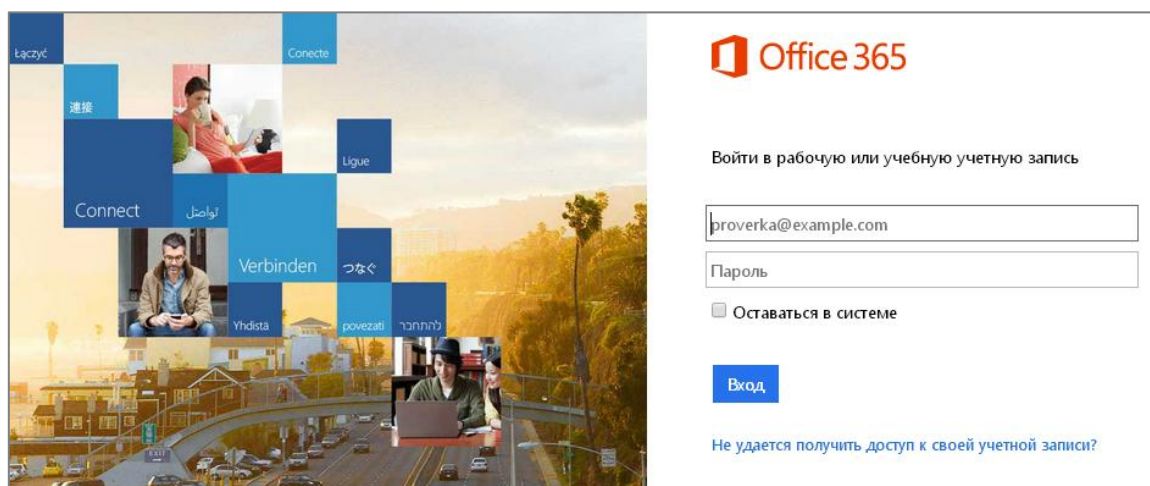 Łączyć
Conecte
連接
Ligue
Connect
تواصل
Verbinden
つなぐ
Yhdistä
povezati
להתחבר
EXIT
Office 365
Войти в рабочую или учебную учетную запись
proverka@example.com
Пароль
Оставаться в системе
Вход
Не удается получить доступ к своей учетной записи?